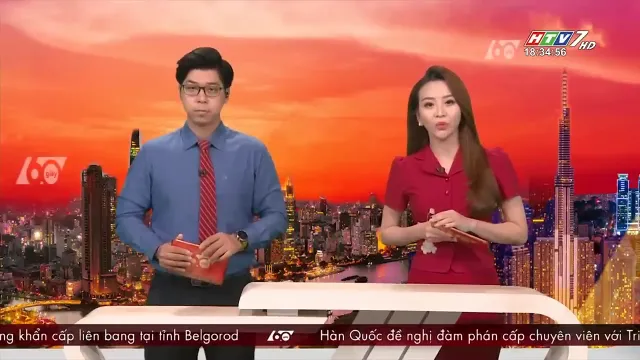 HTV7 HD
18:34:56
60
60
giây
ng khẩn cấp liên bang tại tỉnh Belgorod 60 Hàn Quốc đề nghị đàm phán cấp chuyên viên với Tri